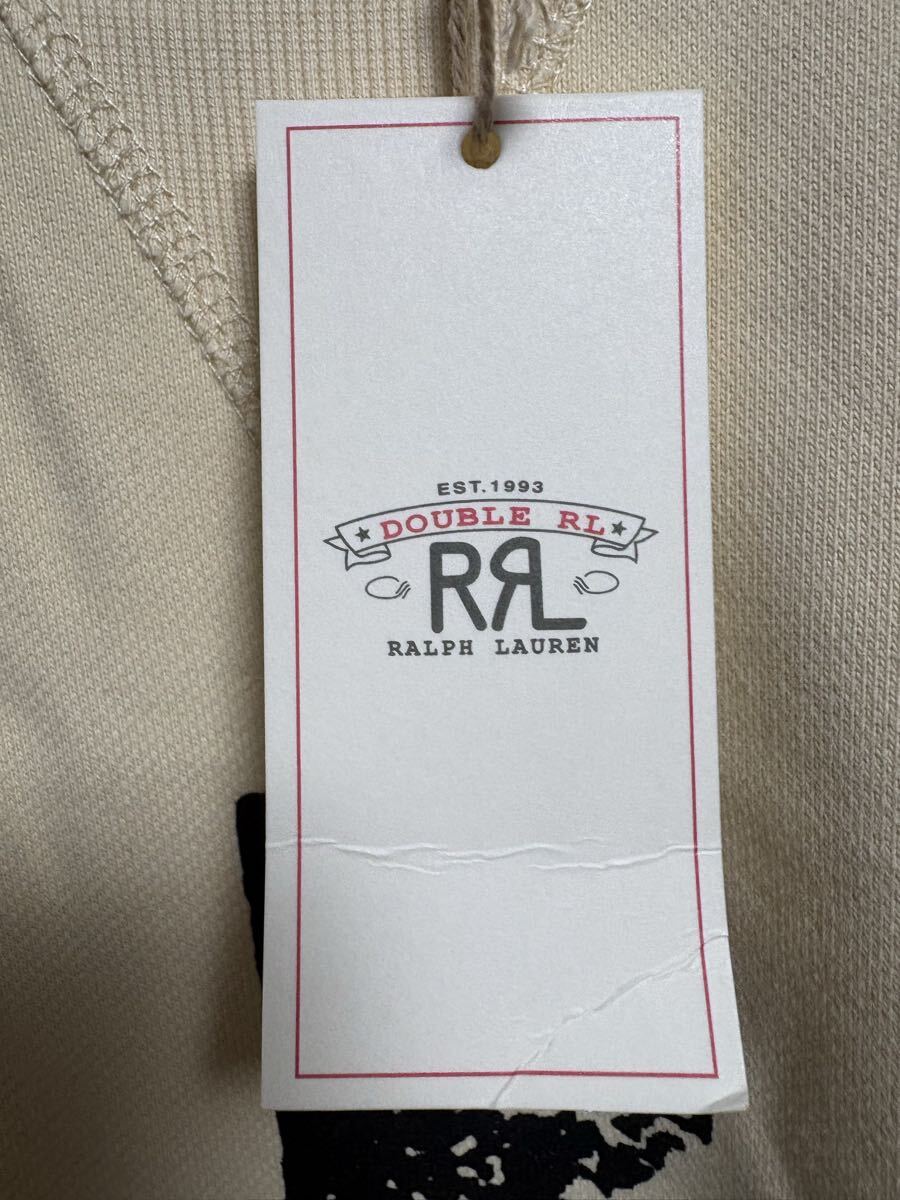 EST.1993
DOUBLE RL
RRL
RALPH LAUREN